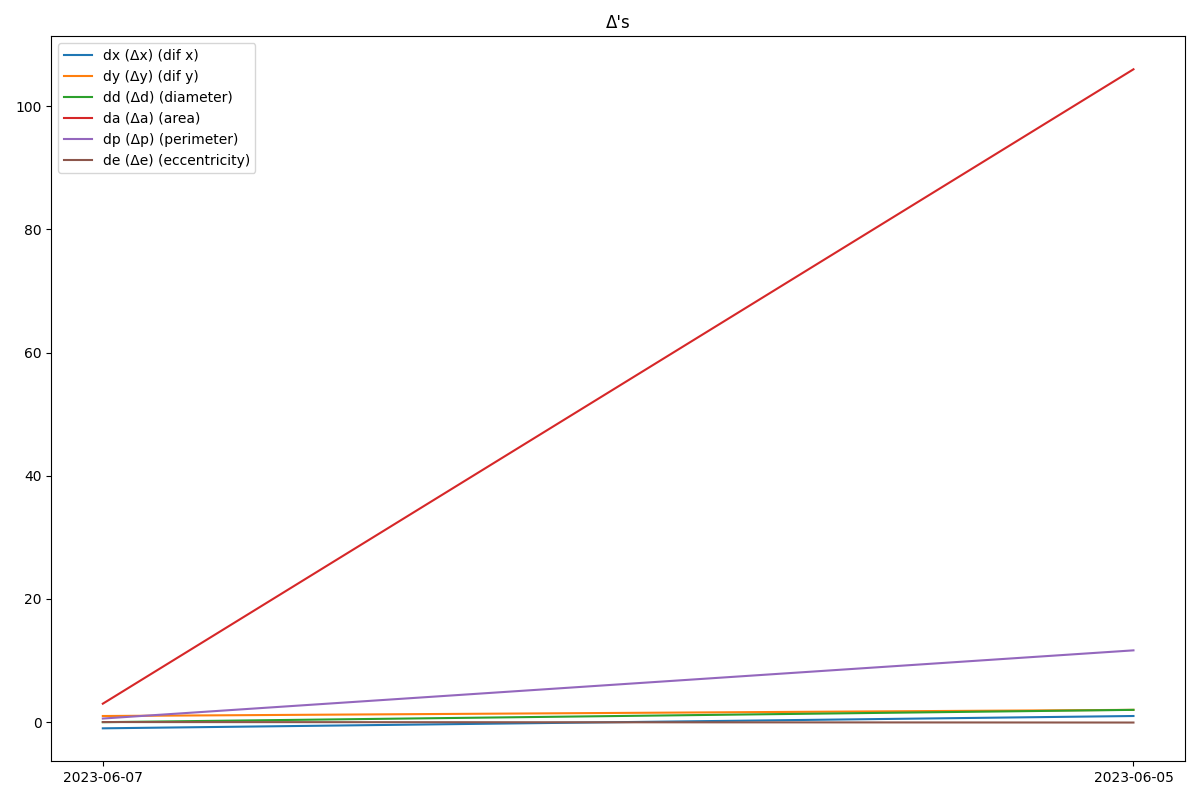 Δ's
dx (Δx) (dif x)
dy (Δy) (dif y)
dd (Δd) (diameter)
da (Δa) (area)
dp (Δp) (perimeter)
de (Δe) (eccentricity)
100
80
60
40
20
0
2023-06-07
2023-06-05